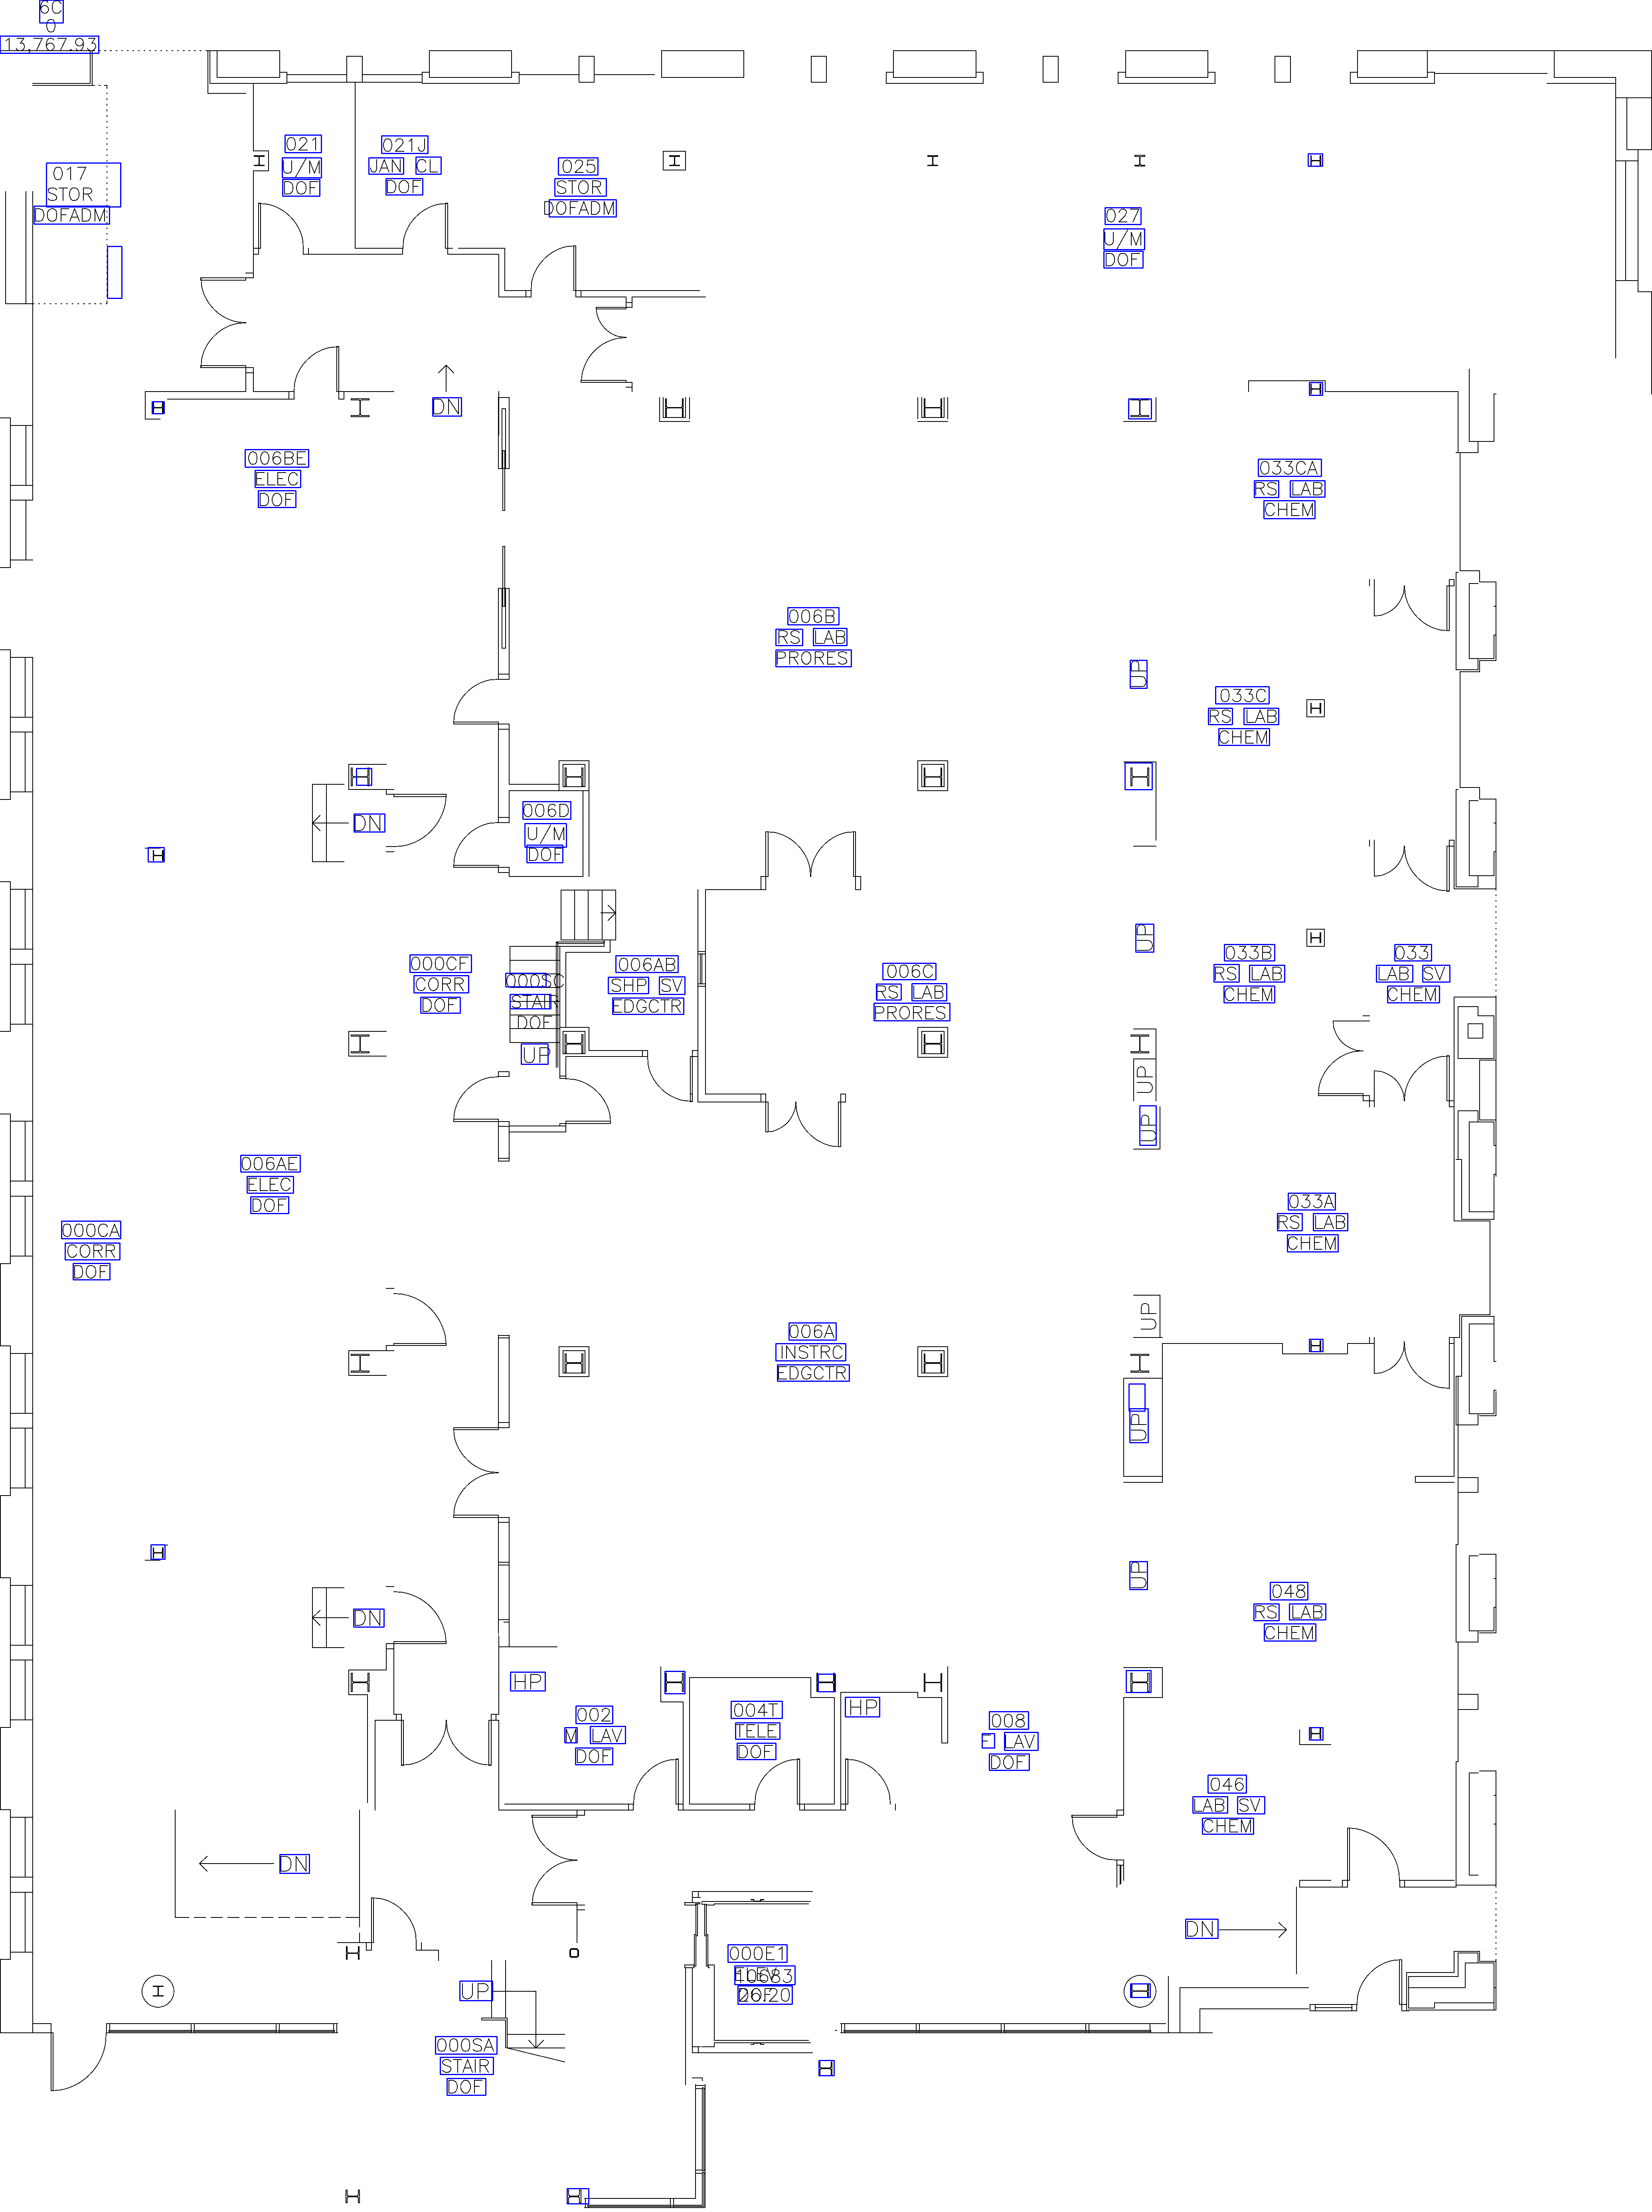 6C
0
13,767.93
017
STOR
DOFADM
021
U/M
DOF
021J
JAN CL
DOF
025
STOR
DOFADM
027
U/M
DOF
DN
006BE
ELEC
DOF
033CA
RS LAB
CHEM
006B
RS LAB
PRORES
UP
033C
RS LAB
CHEM
DN
006D
U/M
DOF
000CF
CORR
DOF
000SC
STAIR
DOF
UP
006AB
SHP SV
EDGCTR
006C
RS LAB
PRORES
UP
033B
RS LAB
CHEM
033
LAB SV
CHEM
UP
UP
006AE
ELEC
DOF
000CA
CORR
DOF
033A
RS LAB
CHEM
UP
006A
INSTRC
EDGCTR
UP
UP
048
RS LAB
CHEM
DN
HP
002
M LAV
DOF
004T
TELE
DOF
HP
008
F LAV
DOF
046
LAB SV
CHEM
DN
DN
000E1
ELEV
10683
DOF
26.20
UP
000SA
STAIR
DOF